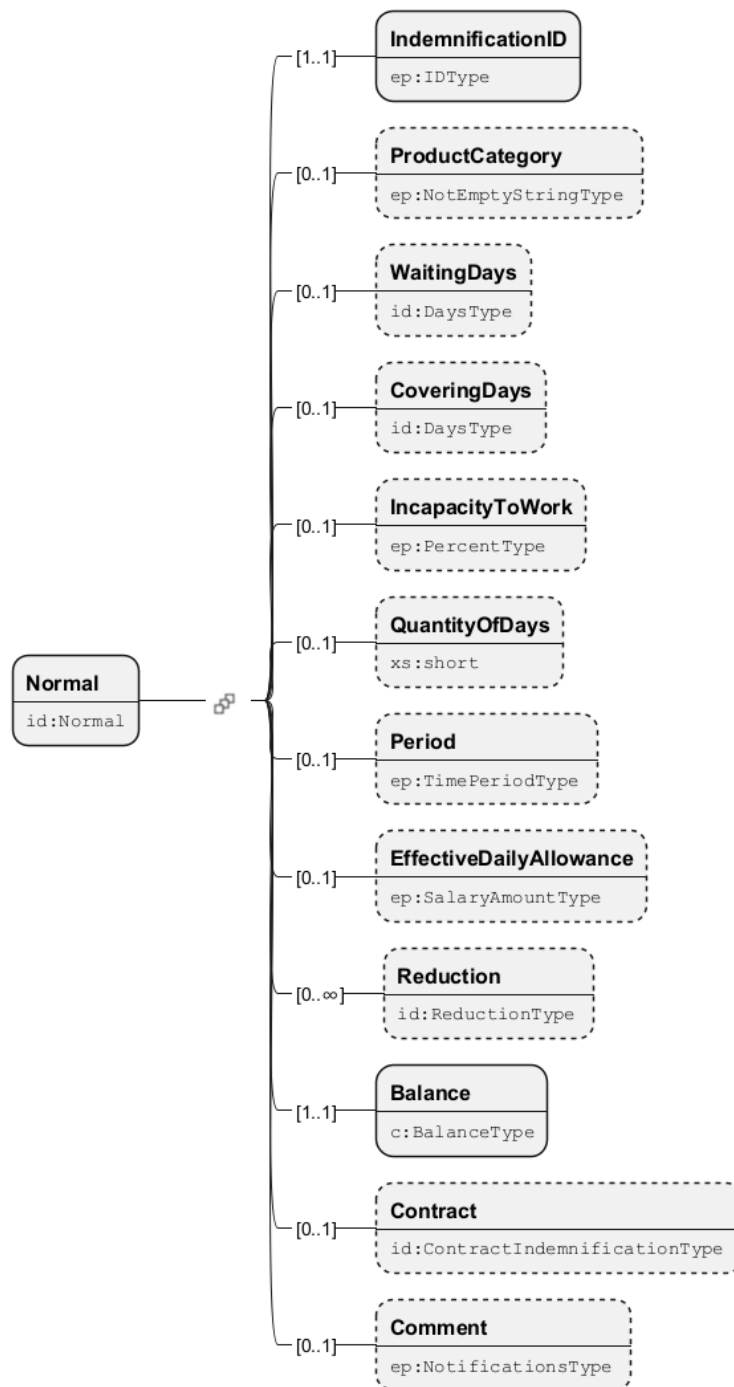 [1..1]
IndemnificationID
ep:IDType
[0..1]
ProductCategory
ep:NotEmptyStringType
[0..1]
WaitingDays
id:DaysType
[0..1]
CoveringDays
id:DaysType
[0..1]
IncapacityToWork
ep:PercentType
[0..1]
QuantityOfDays
xs:short
Normal
id:Normal
[0..1]
Period
ep:TimePeriodType
[0..1]
EffectiveDailyAllowance
ep:SalaryAmountType
[0..∞]
Reduction
id:ReductionType
[1..1]
Balance
c:BalanceType
[0..1]
Contract
id:ContractIndemnificationType
[0..1]
Comment
ep:NotificationsType